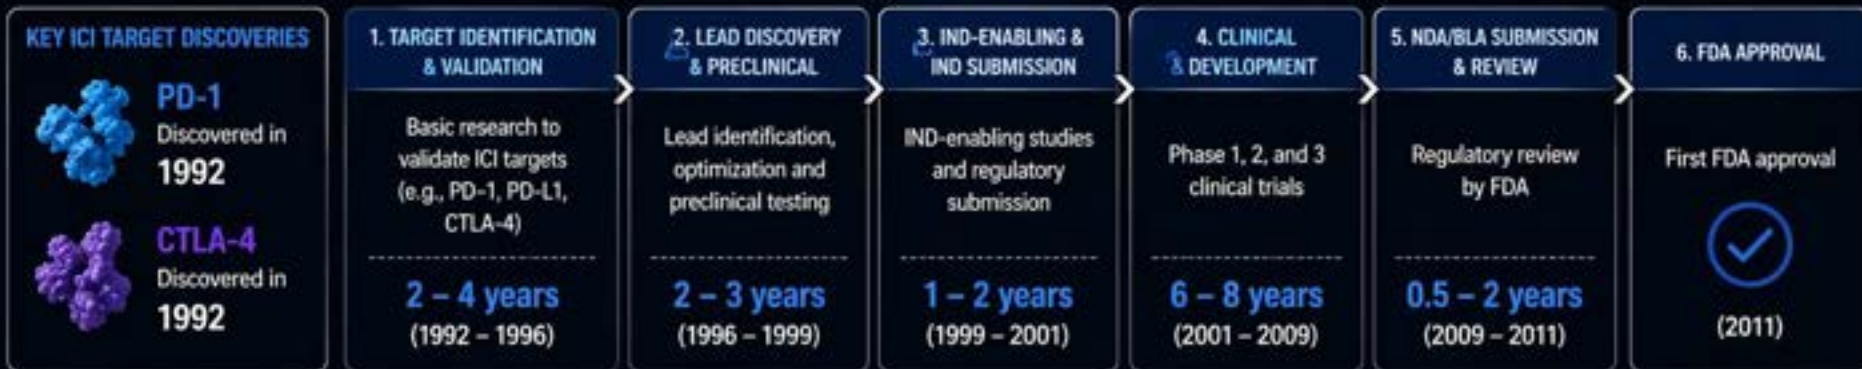 KEY ICI TARGET DISCOVERIES
PD-1
Discovered in
1992
CTLA-4
Discovered in
1992
1. TARGET IDENTIFICATION
& VALIDATION
Basic research to
validate ICI targets
(e.g., PD-1, PD-L1,
CTLA-4)
2 – 4 years
(1992 – 1996)
2. LEAD DISCOVERY
& PRECLINICAL
Lead identification,
optimization and
preclinical testing
2 – 3 years
(1996 – 1999)
3. IND-ENABLING &
IND SUBMISSION
IND-enabling studies
and regulatory
submission
1 – 2 years
(1999 – 2001)
4. CLINICAL
& DEVELOPMENT
Phase 1, 2, and 3
clinical trials
6 – 8 years
(2001 – 2009)
5. NDA/BLA SUBMISSION
& REVIEW
Regulatory review
by FDA
0.5 – 2 years
(2009 – 2011)
6. FDA APPROVAL
First FDA approval
(2011)